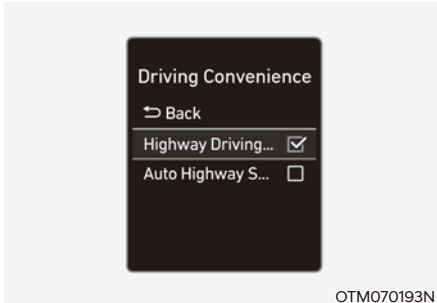 Driving Convenience
Back
Highway Driving...
Auto Highway S...
OTM070193N